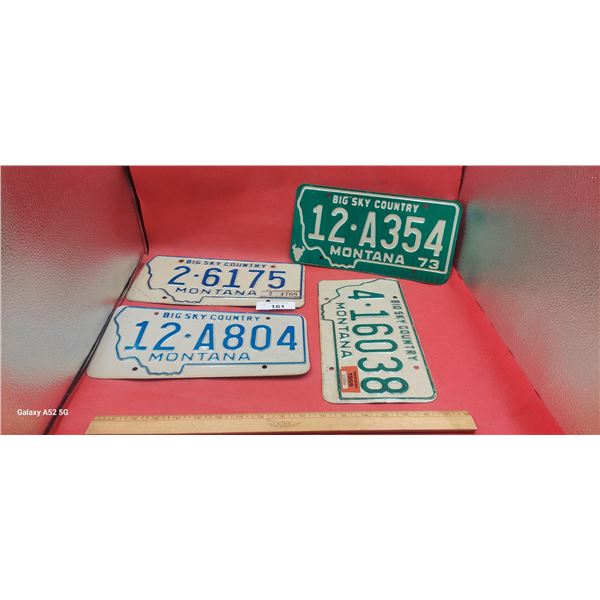 BIG SKY COUNTRY
12·A354
MONTANA 73
BIG SKY COUNTRY
2·6175
MONTANA
161
BIG SKY COUNTRY
12·A804
MONTANA
BIG SKY COUNTRY
4·16038
MONTANA
Galaxy A52 5G